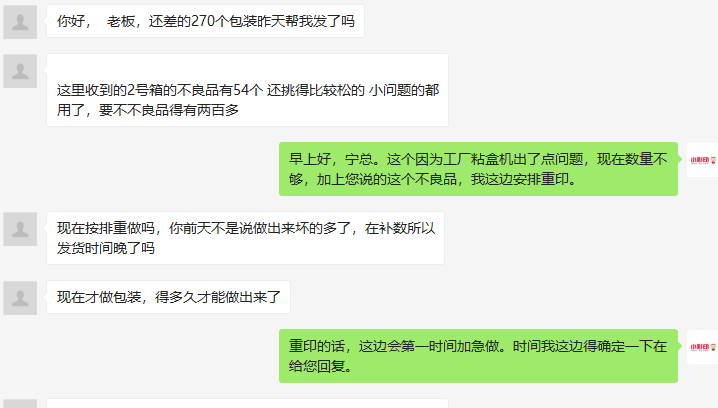 你好，  老板，还差的270个包装昨天帮我发了吗
这里收到的2号箱的不良品有54个 还挑得比较松的 小问题的都
用了，要不不良品得有两百多
早上好，宁总。这个因为工厂粘盒机出了点问题，现在数量不
够，加上您说的这个不良品，我这边安排重印。
小彩印
现在按排重做吗，你前天不是说做出来坏的多了，在补数所以
发货时间晚了吗
现在才做包装，得多久才能做出来了
重印的话，这边会第一时间加急做。时间我这边得确定一下在
给您回复。
小彩印